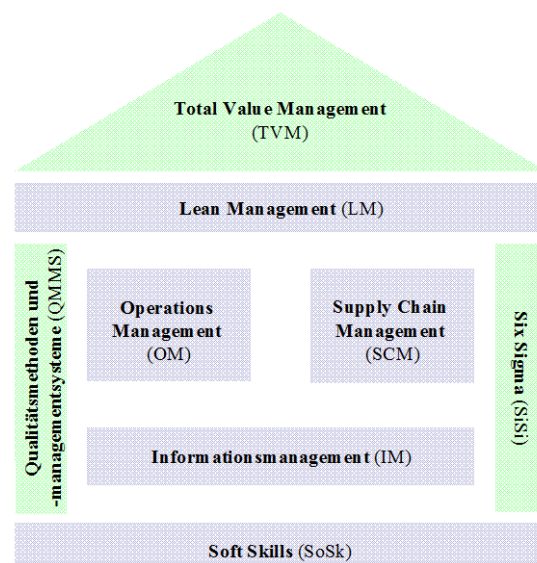 Total Value Management
(TVM)
Lean Management (LM)
Qualitätsmethoden und
-managementsysteme (QMMS)
Operations
Management
(OM)
Supply Chain
Management
(SCM)
Six Sigma (SiSi)
Informationsmanagement (IM)
Soft Skills (SoSk)